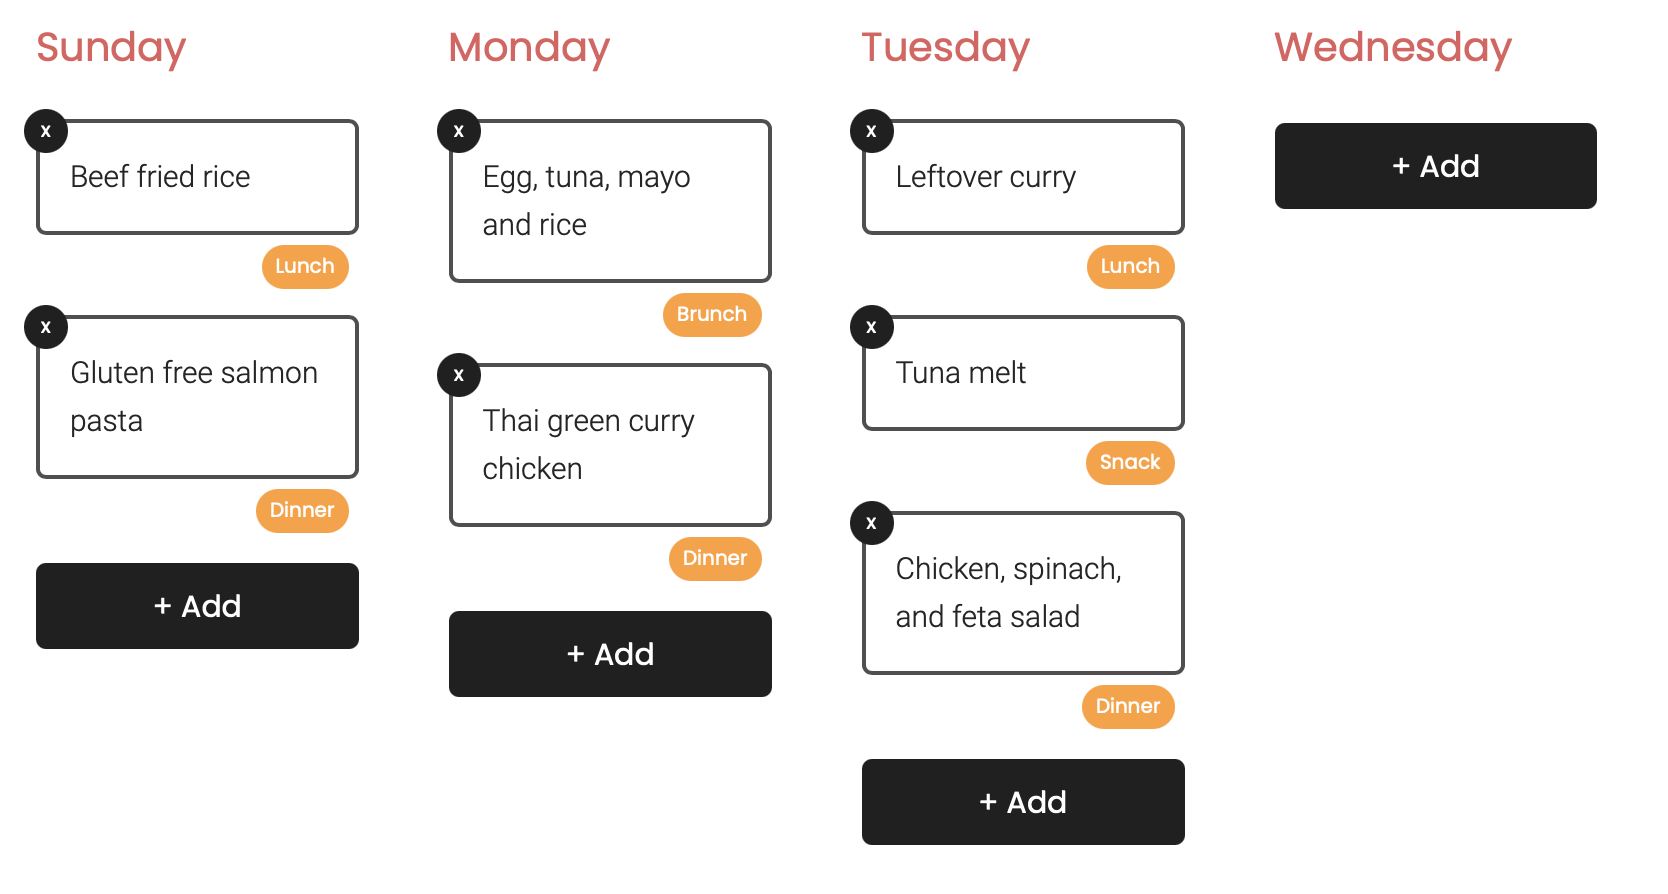 Sunday
x
Beef fried rice
Lunch
x
Gluten free salmon
pasta
Dinner
+ Add
Monday
x
Egg, tuna, mayo
and rice
Brunch
x
Thai green curry
chicken
Dinner
+ Add
Tuesday
x
Leftover curry
Lunch
x
Tuna melt
Snack
x
Chicken, spinach,
and feta salad
Dinner
+ Add
Wednesday
+ Add